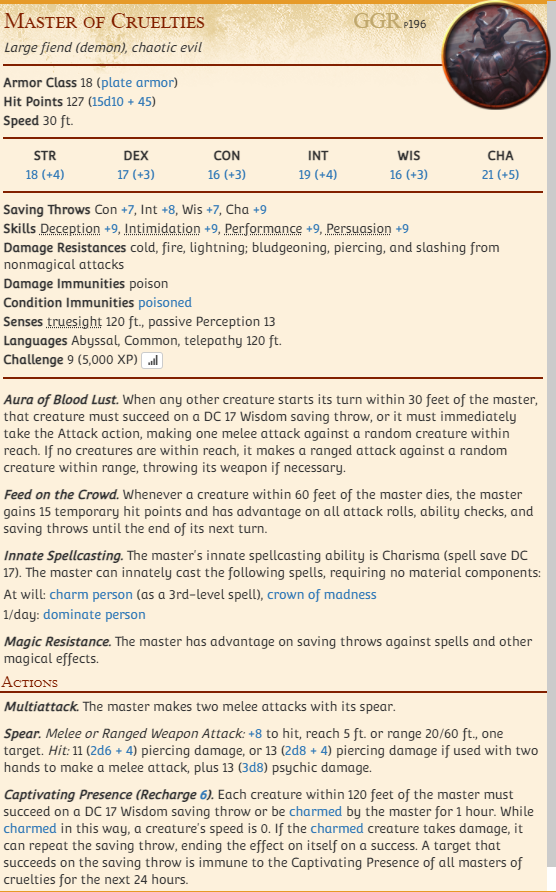 Master of Cruelties GGR p196
Large fiend (demon), chaotic evil
Armor Class 18 (plate armor)
Hit Points 127 (15d10 + 45)
Speed 30 ft.
STR DEX CON INT WIS CHA
18 (+4) 17 (+3) 16 (+3) 19 (+4) 16 (+3) 21 (+5)
Saving Throws Con +7, Int +8, Wis +7, Cha +9
Skills Deception +9, Intimidation +9, Performance +9, Persuasion +9
Damage Resistances cold, fire, lightning; bludgeoning, piercing, and slashing from
nonmagical attacks
Damage Immunities poison
Condition Immunities poisoned
Senses truesight 120 ft., passive Perception 13
Languages Abyssal, Common, telepathy 120 ft.
Challenge 9 (5,000 XP)
Aura of Blood Lust. When any other creature starts its turn within 30 feet of the master,
that creature must succeed on a DC 17 Wisdom saving throw, or it must immediately
take the Attack action, making one melee attack against a random creature within
reach. If no creatures are within reach, it makes a ranged attack against a random
creature within range, throwing its weapon if necessary.
Feed on the Crowd. Whenever a creature within 60 feet of the master dies, the master
gains 15 temporary hit points and has advantage on all attack rolls, ability checks, and
saving throws until the end of its next turn.
Innate Spellcasting. The master's innate spellcasting ability is Charisma (spell save DC
17). The master can innately cast the following spells, requiring no material components:
At will: charm person (as a 3rd-level spell), crown of madness
1/day: dominate person
Magic Resistance. The master has advantage on saving throws against spells and other
magical effects.
Actions
Multiattack. The master makes two melee attacks with its spear.
Spear. Melee or Ranged Weapon Attack: +8 to hit, reach 5 ft. or range 20/60 ft., one
target. Hit: 11 (2d6 + 4) piercing damage, or 13 (2d8 + 4) piercing damage if used with two
hands to make a melee attack, plus 13 (3d8) psychic damage.
Captivating Presence (Recharge 6). Each creature within 120 feet of the master must
succeed on a DC 17 Wisdom saving throw or be charmed by the master for 1 hour. While
charmed in this way, a creature's speed is 0. If the charmed creature takes damage, it
can repeat the saving throw, ending the effect on itself on a success. A target that
succeeds on the saving throw is immune to the Captivating Presence of all masters of
cruelties for the next 24 hours.